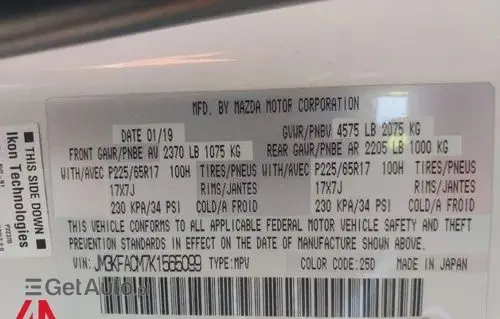 MFD. BY MAZDA MOTOR CORPORATION
DATE 01/19 GVWR/PNBV 4575 LB 2075 KG
FRONT GAWR/PNBE AV 2370 LB 1075 KG REAR GAWR/PNBE AR 2205 LB 1000 KG
WITH/AVEC P225/65R17 100H TIRES/PNEUS WITH/AVEC P225/65R17 100H TIRES/PNEUS
17X7J RIMS/JANTES 17X7J RIMS/JANTES
230 KPA/34 PSI COLD/A FROID 230 KPA/34 PSI COLD/A FROID
THIS VEHICLE CONFORMS TO ALL APPLICABLE FEDERAL MOTOR VEHICLE SAFETY AND THEFT
PREVENTION STANDARDS IN EFFECT ON THE DATE OF MANUFACTURE SHOWN ABOVE.
VIN: JM3KFACM7K1565099 TYPE:MPV COLOR CODE:25D MADE IN JAPAN
THIS SIDE DOWN
Ikon Technologies
GetAuto